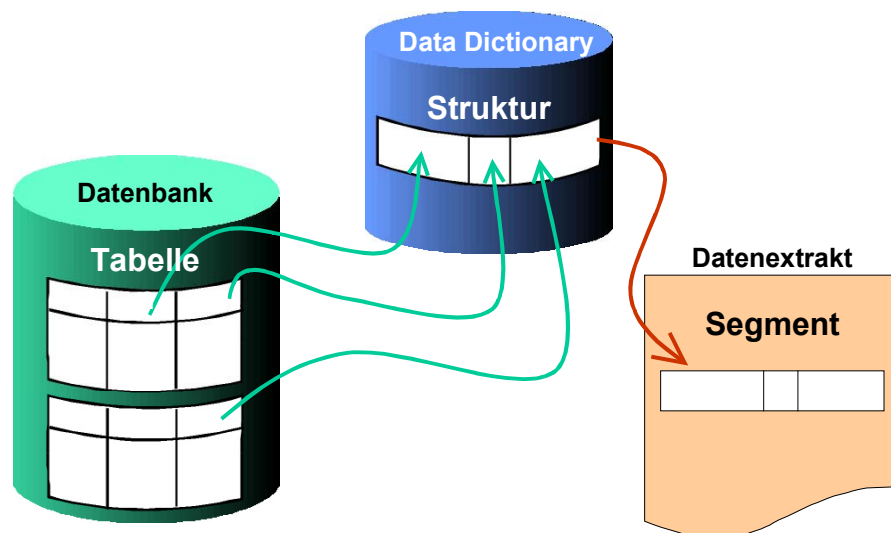 Data Dictionary
Struktur
Datenbank
Tabelle
Datenextrakt
Segment